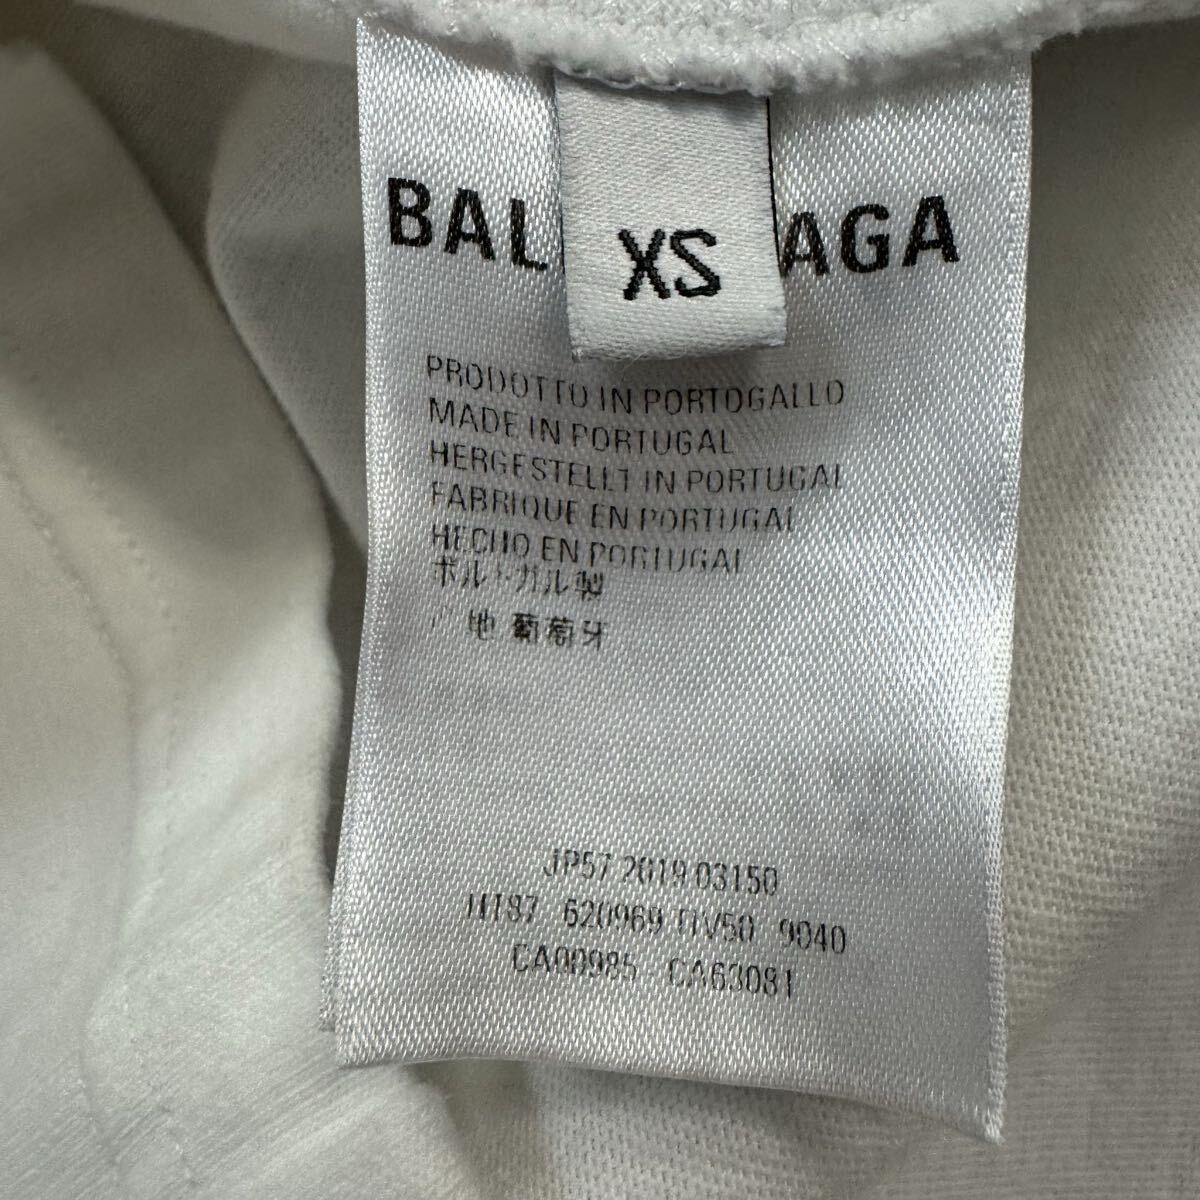 BAL AGA
XS
PRODOTTO IN PORTOGALLO
MADE IN PORTUGAL
HERGESTELLT IN PORTUGAL
FABRIQUE EN PORTUGAL
HECHO EN PORTUGAL
ポルトガル製
产地 葡萄牙
JP57 2019 03150
620969 TIV50 9040
CA00985 - CA63081